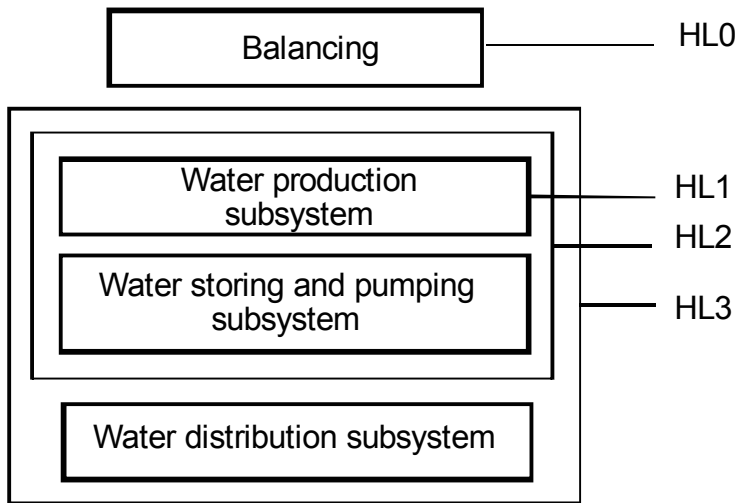 Balancing
HL0
Water production
subsystem
HL1
HL2
Water storing and pumping
subsystem
HL3
Water distribution subsystem